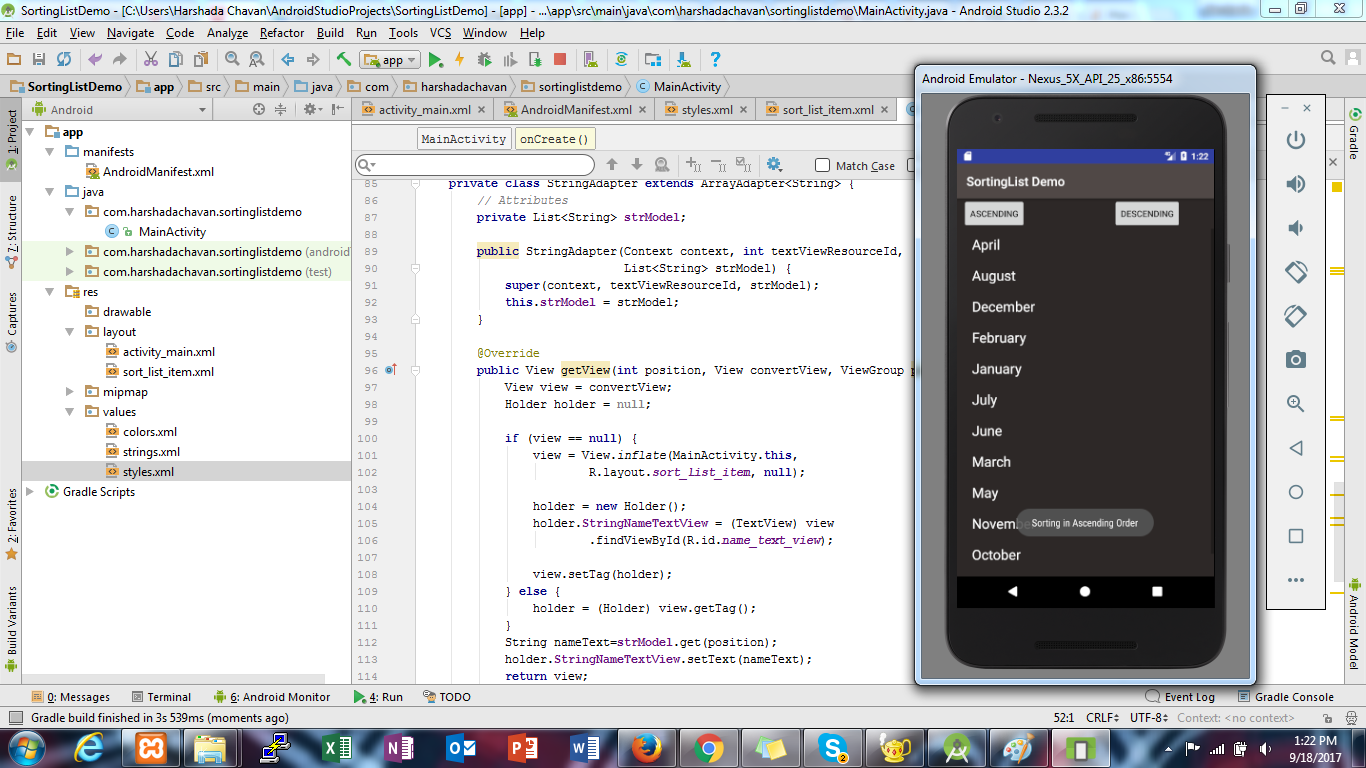 SortingListDemo - [C:\Users\Harshada Chavan\AndroidStudioProjects\SortingListDemo] - [app] - ...\app\src\main\java\com\harshadachavan\sortinglistdemo\MainActivity.java - Android Studio 2.3.2
File Edit View Navigate Code Analyze Refactor Build Run Tools VCS Window Help
app
SortingListDemo app src main java com harshadachavan sortinglistdemo MainActivity
Android
activity_main.xml AndroidManifest.xml styles.xml sort_list_item.xml
MainActivity onCreate()
Match Case
1: Project
7: Structure
Captures
2: Favorites
Build Variants
app
manifests
AndroidManifest.xml
java
com.harshadachavan.sortinglistdemo
MainActivity
com.harshadachavan.sortinglistdemo (android
com.harshadachavan.sortinglistdemo (test)
res
drawable
layout
activity_main.xml
sort_list_item.xml
mipmap
values
colors.xml
strings.xml
styles.xml
Gradle Scripts
85 private class StringAdapter extends ArrayAdapter<String> {
86 // Attributes
87 private List<String> strModel;
88
89 public StringAdapter(Context context, int textViewResourceId,
90 List<String> strModel) {
91 super(context, textViewResourceId, strModel);
92 this.strModel = strModel;
93 }
94
95 @Override
96 public View getView(int position, View convertView, ViewGroup p
97 View view = convertView;
98 Holder holder = null;
99
100 if (view == null) {
101 view = View.inflate(MainActivity.this,
102 R.layout.sort_list_item, null);
103
104 holder = new Holder();
105 holder.StringNameTextView = (TextView) view
106 .findViewById(R.id.name_text_view);
107
108 view.setTag(holder);
109 } else {
110 holder = (Holder) view.getTag();
111 }
112 String nameText=strModel.get(position);
113 holder.StringNameTextView.setText(nameText);
114 return view;
Android Emulator - Nexus_5X_API_25_x86:5554
1:22
SortingList Demo
ASCENDING DESCENDING
April
August
December
February
January
July
June
March
May
Novembe
Sorting in Ascending Order
October
Gradle
Android Model
0: Messages Terminal 6: Android Monitor 4: Run TODO Event Log Gradle Console
Gradle build finished in 3s 539ms (moments ago) 52:1 CRLF UTF-8 Context: <no context>
2
1:22 PM
9/18/2017